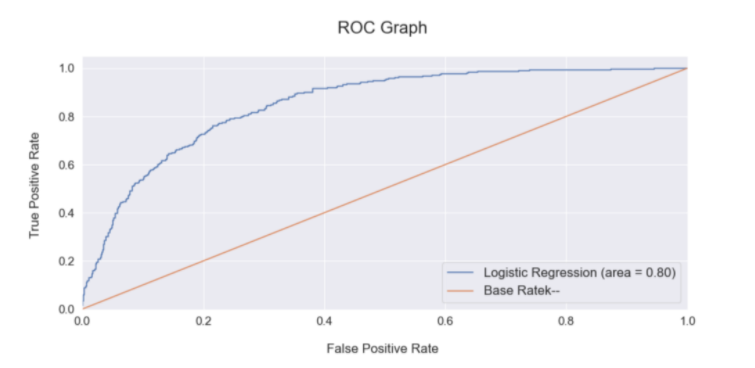 ROC Graph
1.0
0.8
0.6
0.4
0.2
0.0
True Positive Rate
Logistic Regression (area = 0.80)
Base Ratek--
0.0 0.2 0.4 0.6 0.8 1.0
False Positive Rate